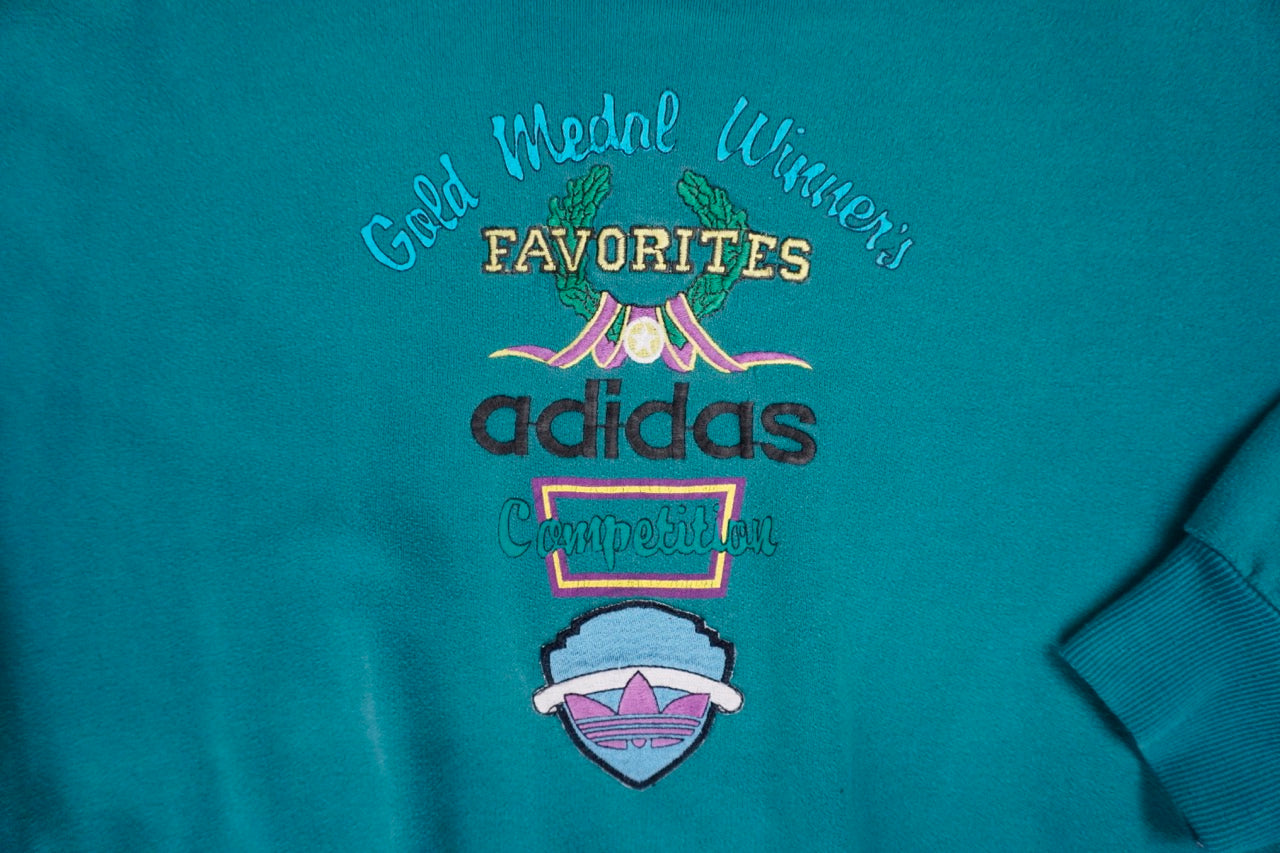 Gold Medal Winner's
FAVORITES
adidas
Competition